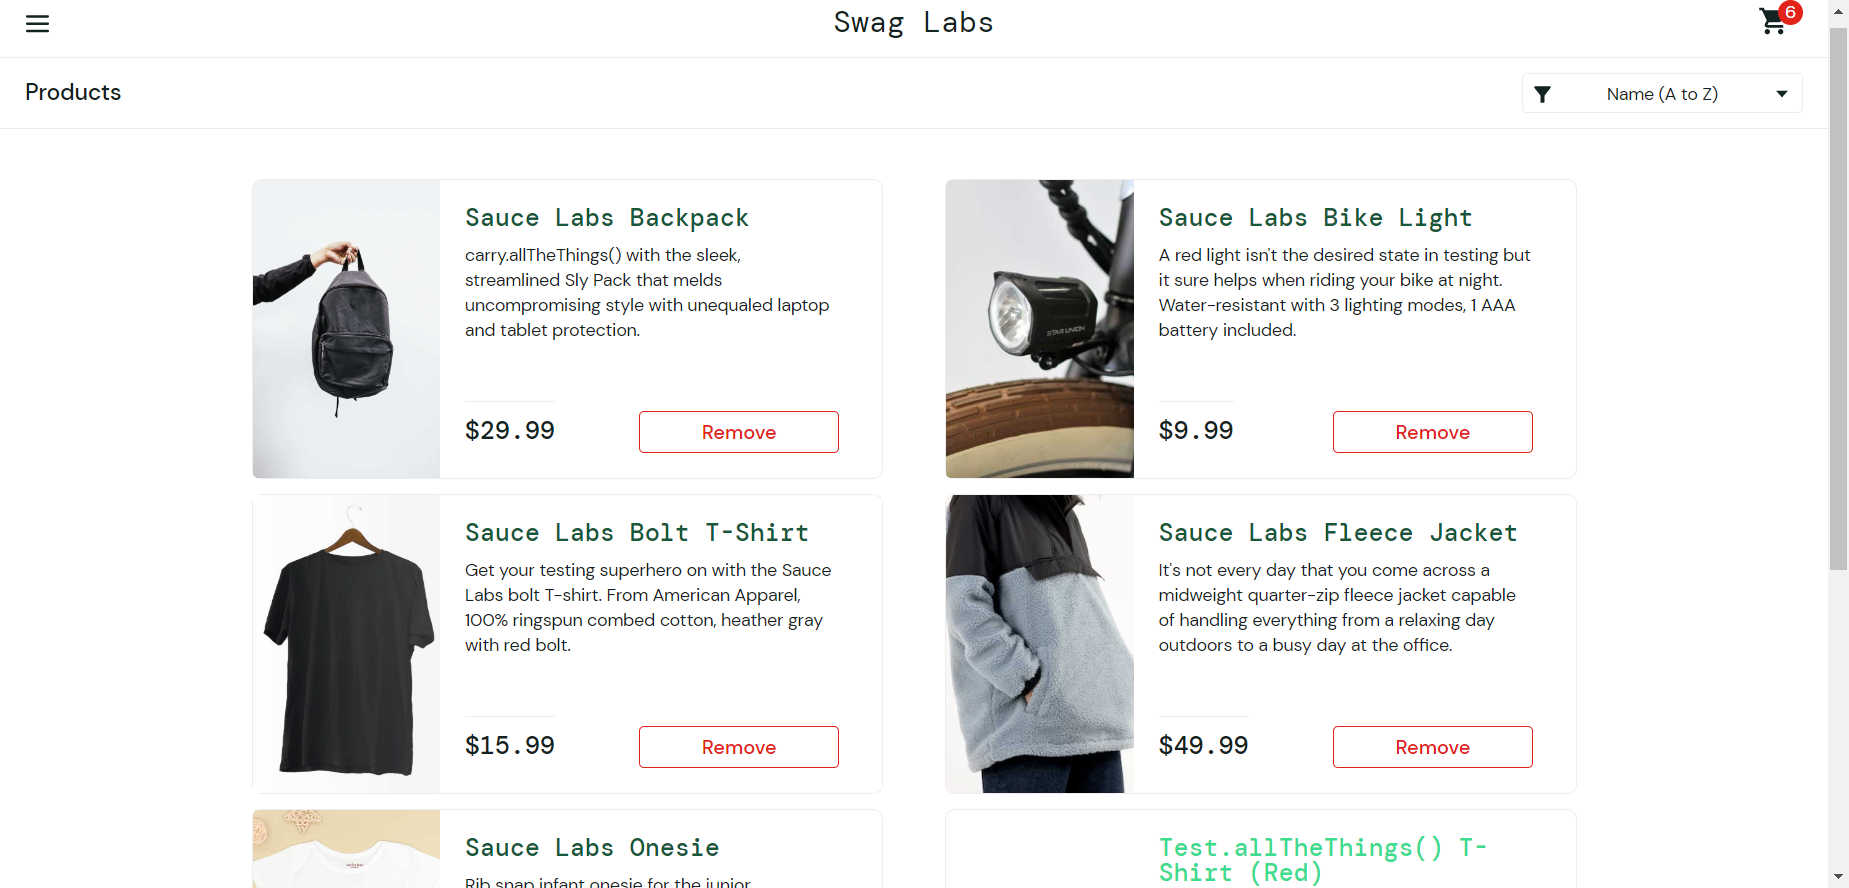 Swag Labs
6
Products
Name (A to Z)
Sauce Labs Backpack
carry.allTheThings() with the sleek,
streamlined Sly Pack that melds
uncompromising style with unequaled laptop
and tablet protection.
$29.99
Remove
Sauce Labs Bike Light
A red light isn't the desired state in testing but
it sure helps when riding your bike at night.
Water-resistant with 3 lighting modes, 1 AAA
battery included.
$9.99
Remove
STAR UNION
Sauce Labs Bolt T-Shirt
Get your testing superhero on with the Sauce
Labs bolt T-shirt. From American Apparel,
100% ringspun combed cotton, heather gray
with red bolt.
$15.99
Remove
Sauce Labs Fleece Jacket
It's not every day that you come across a
midweight quarter-zip fleece jacket capable
of handling everything from a relaxing day
outdoors to a busy day at the office.
$49.99
Remove
Sauce Labs Onesie
Rib snap infant onesie for the junior
Test.allTheThings() T-
Shirt (Red)